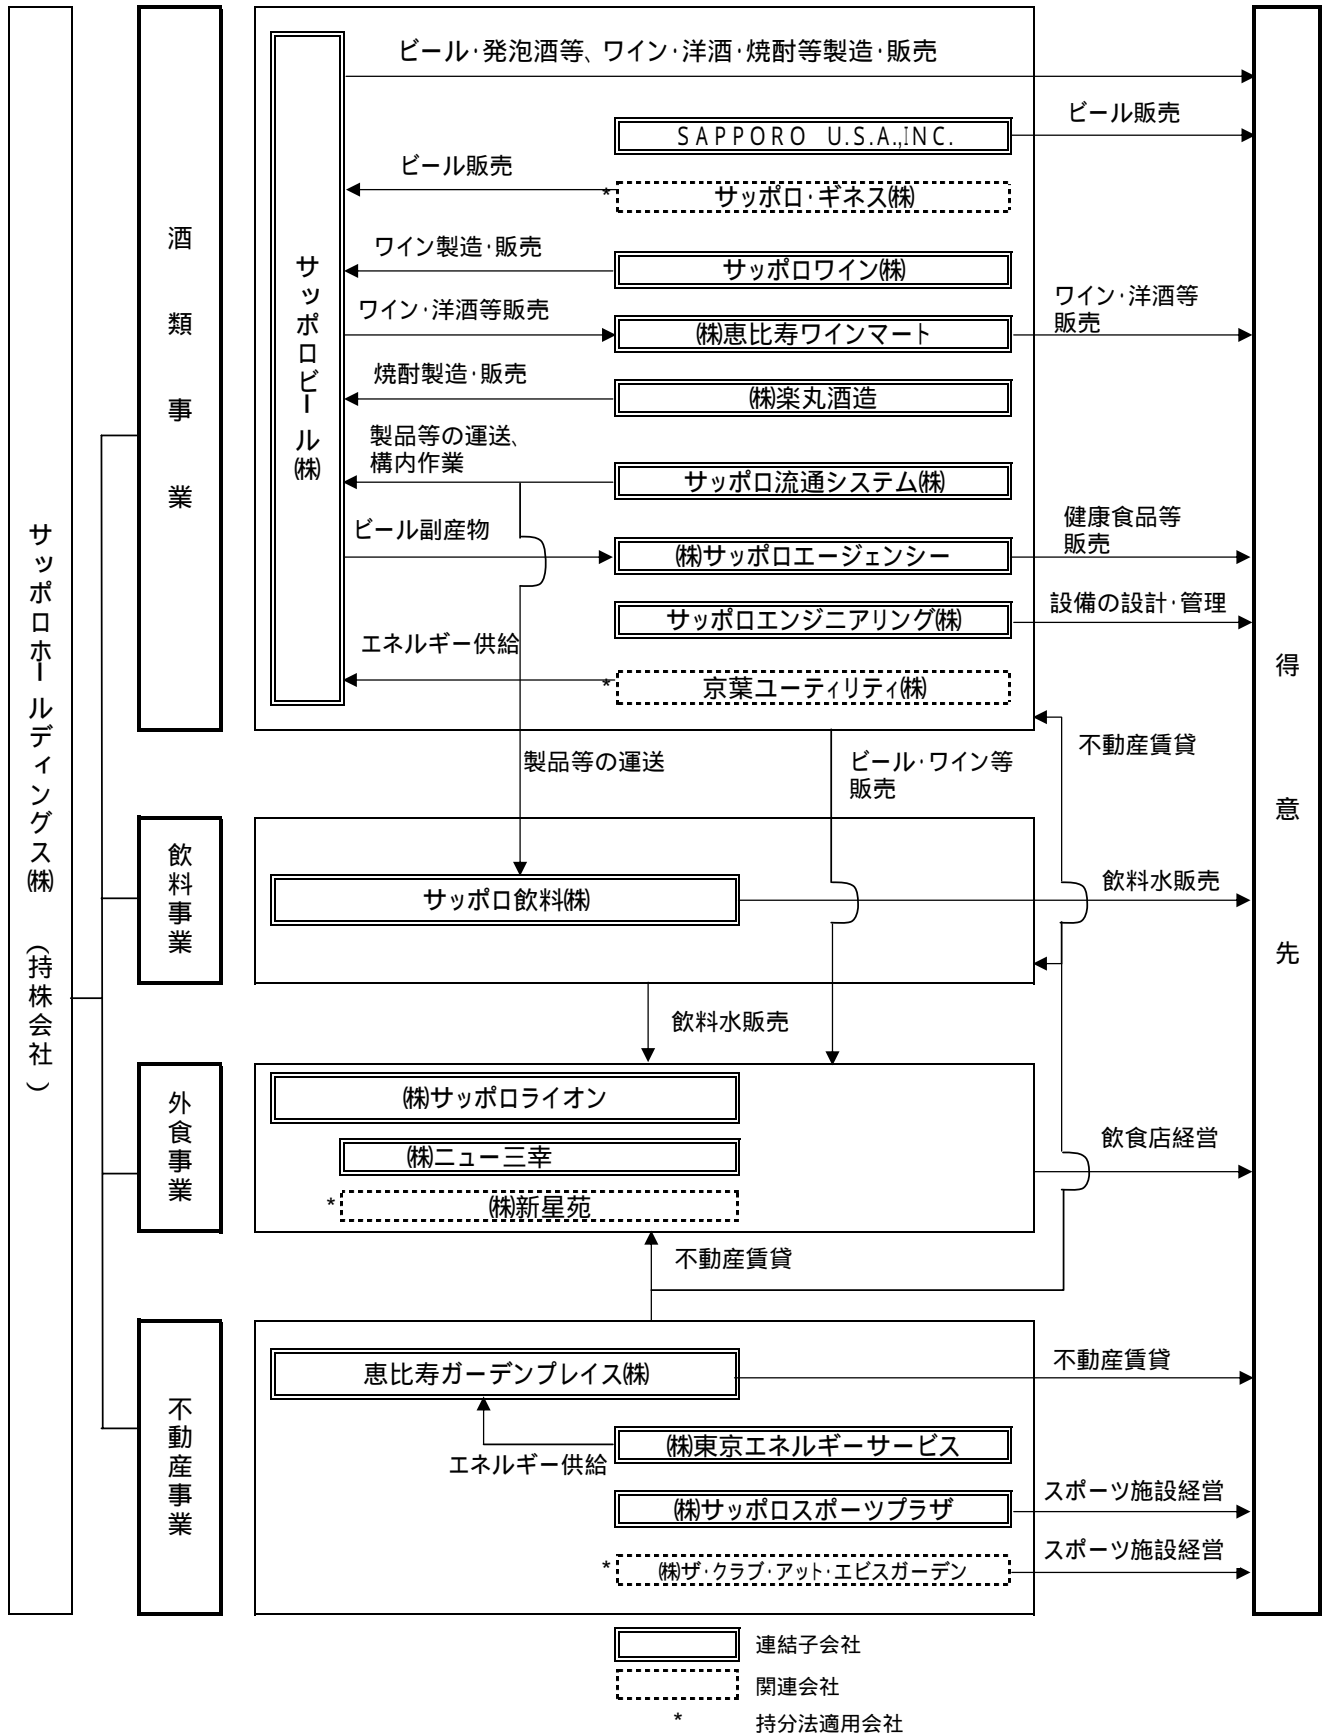 サッポロホールディングス㈱ (持株会社)
酒類事業
サッポロビール㈱
ビール・発泡酒等、ワイン・洋酒・焼酎等製造・販売
SAPPORO U.S.A.,INC.
ビール販売
ビール販売
* サッポロ・ギネス㈱
ワイン製造・販売
サッポロワイン㈱
ワイン・洋酒等販売
㈱恵比寿ワインマート
ワイン・洋酒等
販売
焼酎製造・販売
㈱楽丸酒造
製品等の運送、
構内作業
サッポロ流通システム㈱
ビール副産物
㈱サッポロエージェンシー
健康食品等
販売
サッポロエンジニアリング㈱
設備の設計・管理
エネルギー供給
* 京葉ユーティリティ㈱
製品等の運送
ビール・ワイン等
販売
不動産賃貸
飲料事業
サッポロ飲料㈱
飲料水販売
飲料水販売
外食事業
㈱サッポロライオン
㈱ニュー三幸
* ㈱新星苑
飲食店経営
不動産賃貸
不動産事業
恵比寿ガーデンプレイス㈱
不動産賃貸
エネルギー供給
㈱東京エネルギーサービス
㈱サッポロスポーツプラザ
スポーツ施設経営
* ㈱ザ・クラブ・アット・エビスガーデン
スポーツ施設経営
得意先
連結子会社
関連会社
* 持分法適用会社